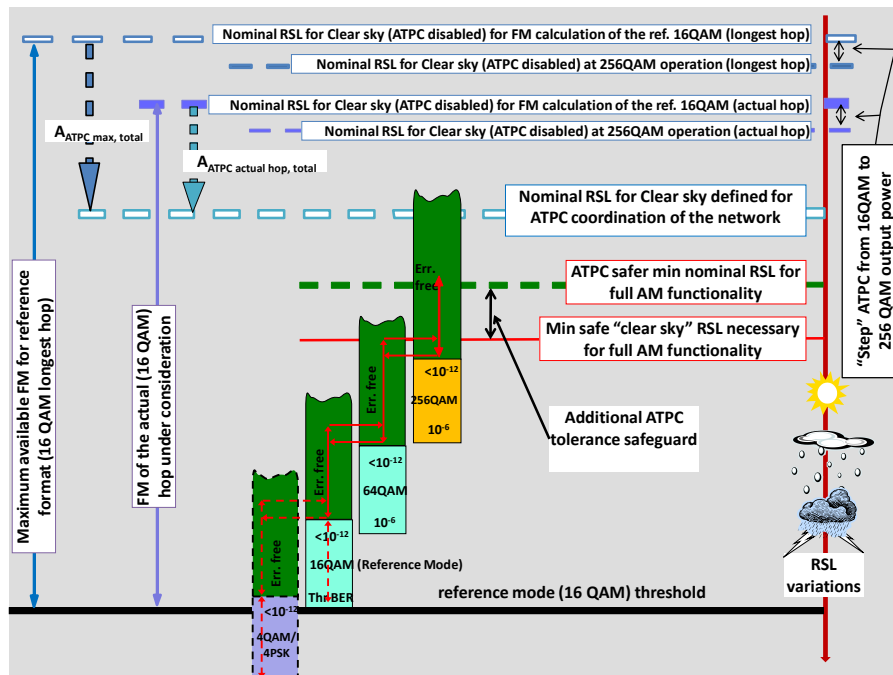 Nominal RSL for Clear sky (ATPC disabled) for FM calculation of the ref. 16QAM (longest hop)
Nominal RSL for Clear sky (ATPC disabled) at 256QAM operation (longest hop)
Nominal RSL for Clear sky (ATPC disabled) for FM calculation of the ref. 16QAM (actual hop)
Nominal RSL for Clear sky (ATPC disabled) at 256QAM operation (actual hop)
A ATPC max, total
A ATPC actual hop, total
Nominal RSL for Clear sky defined for
ATPC coordination of the network
ATPC safer min nominal RSL for
full AM functionality
Min safe “clear sky” RSL necessary
for full AM functionality
“Step” ATPC from 16QAM to
256 QAM output power
Maximum available FM for reference
format (16 QAM longest hop)
FM of the actual (16 QAM)
hop under consideration
Additional ATPC
tolerance safeguard
Err.
free
<10-12
256QAM
10-6
Err. free
<10-12
64QAM
10-6
Err. free
<10-12
16QAM (Reference Mode)
Thr BER
Err. free
<10-12
4QAM/
4PSK
reference mode (16 QAM) threshold
RSL
variations